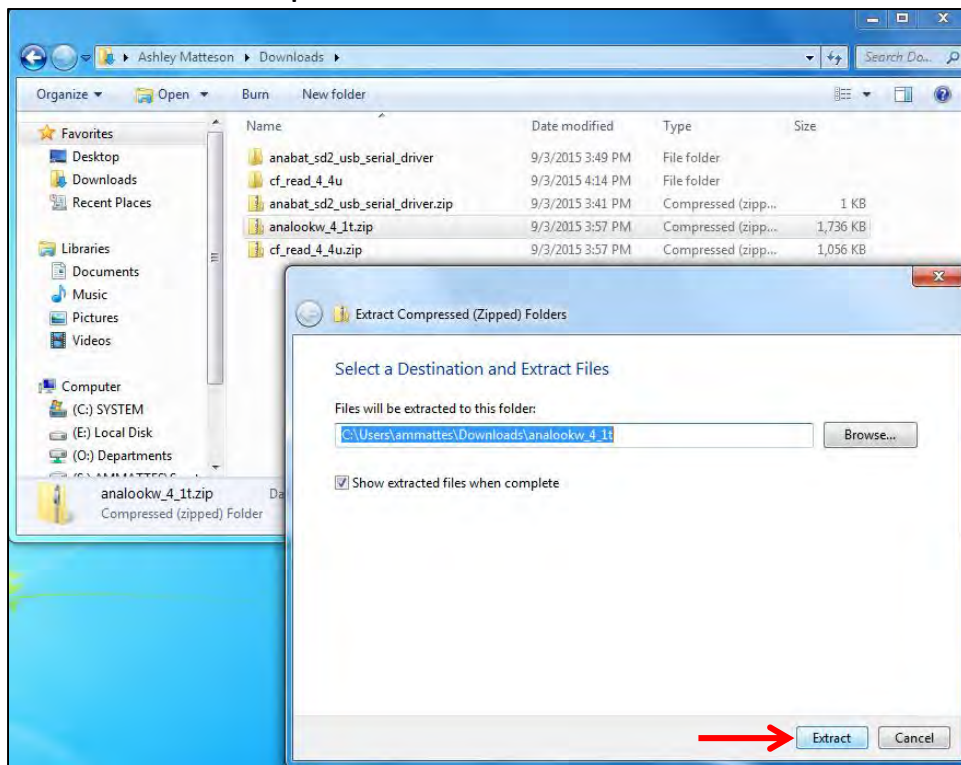 Ashley Matteson ▸ Downloads ▸ Search Do...
Organize Open Burn New folder
Name Date modified Type Size
Favorites
Desktop
Downloads
Recent Places
Libraries
Documents
Music
Pictures
Videos
Computer
(C:) SYSTEM
(E:) Local Disk
(O:) Departments
anabat_sd2_usb_serial_driver 9/3/2015 3:49 PM File folder
cf_read_4_4u 9/3/2015 4:14 PM File folder
anabat_sd2_usb_serial_driver.zip 9/3/2015 3:41 PM Compressed (zipp... 1 KB
analookw_4_1t.zip 9/3/2015 3:57 PM Compressed (zipp... 1,736 KB
cf_read_4_4u.zip 9/3/2015 3:57 PM Compressed (zipp... 1,056 KB
analookw_4_1t.zip Da
Compressed (zipped) Folder
Extract Compressed (Zipped) Folders
Select a Destination and Extract Files
Files will be extracted to this folder:
C:\Users\ammattes\Downloads\analookw_4_1t
Browse...
Show extracted files when complete
Extract Cancel